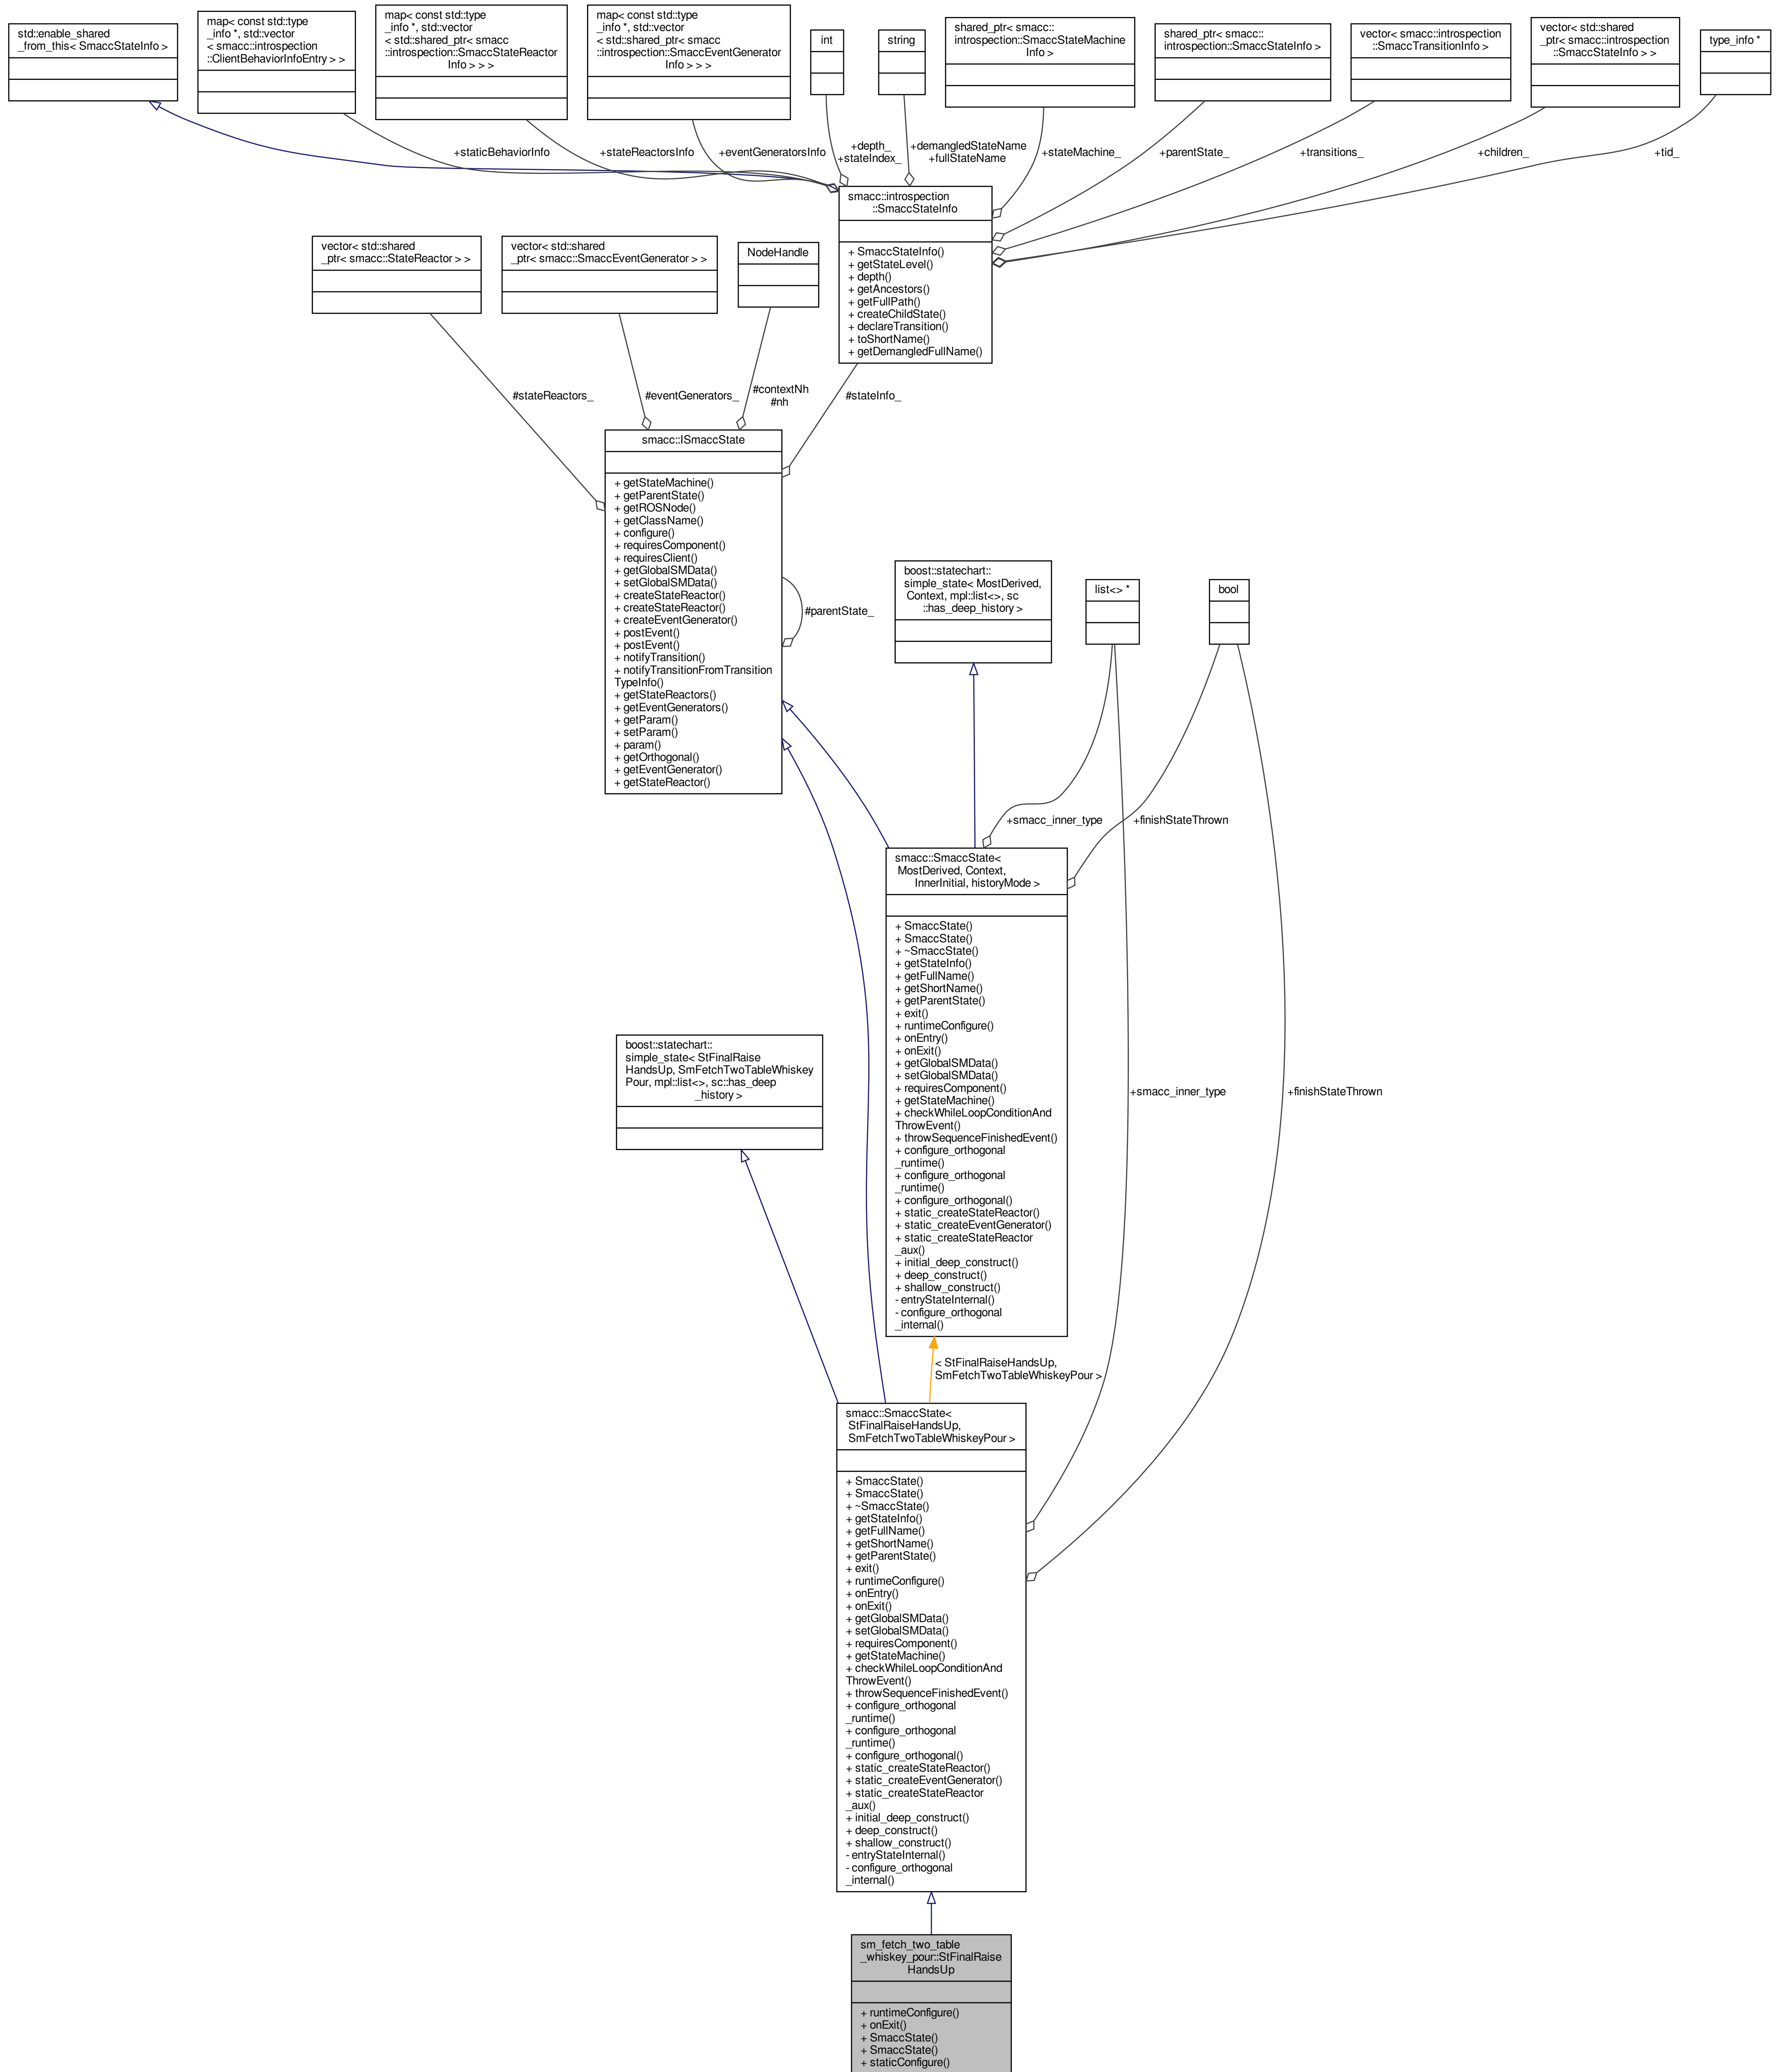 std::enable_shared
_from_this< SmaccStateInfo >
map< const std::type
_info *, std::vector
< smacc::introspection
::ClientBehaviorInfoEntry > >
map< const std::type
_info *, std::vector
< std::shared_ptr< smacc
::introspection::SmaccStateReactor
Info > > >
map< const std::type
_info *, std::vector
< std::shared_ptr< smacc
::introspection::SmaccEventGenerator
Info > > >
int
string
shared_ptr< smacc::
introspection::SmaccStateMachine
Info >
shared_ptr< smacc::
introspection::SmaccStateInfo >
vector< smacc::introspection
::SmaccTransitionInfo >
vector< std::shared
_ptr< smacc::introspection
::SmaccStateInfo > >
type_info *
+staticBehaviorInfo
+stateReactorsInfo
+eventGeneratorsInfo
+depth_
+stateIndex_
+demangledStateName
+fullStateName
+stateMachine_
+parentState_
+transitions_
+children_
+tid_
smacc::introspection
::SmaccStateInfo
+ SmaccStateInfo()
+ getStateLevel()
+ depth()
+ getAncestors()
+ getFullPath()
+ createChildState()
+ declareTransition()
+ toShortName()
+ getDemangledFullName()
vector< std::shared
_ptr< smacc::StateReactor > >
vector< std::shared
_ptr< smacc::SmaccEventGenerator > >
NodeHandle
#stateReactors_
#eventGenerators_
#contextNh
#nh
#stateInfo_
smacc::ISmaccState
+ getStateMachine()
+ getParentState()
+ getROSNode()
+ getClassName()
+ configure()
+ requiresComponent()
+ requiresClient()
+ getGlobalSMData()
+ setGlobalSMData()
+ createStateReactor()
+ createStateReactor()
+ createEventGenerator()
+ postEvent()
+ postEvent()
+ notifyTransition()
+ notifyTransitionFromTransition
TypeInfo()
+ getStateReactors()
+ getEventGenerators()
+ getParam()
+ setParam()
+ param()
+ getOrthogonal()
+ getEventGenerator()
+ getStateReactor()
#parentState_
boost::statechart::
simple_state< MostDerived,
Context, mpl::list<>, sc
::has_deep_history >
list<> *
bool
+smacc_inner_type
+finishStateThrown
smacc::SmaccState<
MostDerived, Context,
InnerInitial, historyMode >
+ SmaccState()
+ SmaccState()
+ ~SmaccState()
+ getStateInfo()
+ getFullName()
+ getShortName()
+ getParentState()
+ exit()
+ runtimeConfigure()
+ onEntry()
+ onExit()
+ getGlobalSMData()
+ setGlobalSMData()
+ requiresComponent()
+ getStateMachine()
+ checkWhileLoopConditionAnd
ThrowEvent()
+ throwSequenceFinishedEvent()
+ configure_orthogonal
_runtime()
+ configure_orthogonal
_runtime()
+ configure_orthogonal()
+ static_createStateReactor()
+ static_createEventGenerator()
+ static_createStateReactor
_aux()
+ initial_deep_construct()
+ deep_construct()
+ shallow_construct()
- entryStateInternal()
- configure_orthogonal
_internal()
boost::statechart::
simple_state< StFinalRaise
HandsUp, SmFetchTwoTableWhiskey
Pour, mpl::list<>, sc::has_deep
_history >
+smacc_inner_type
+finishStateThrown
< StFinalRaiseHandsUp,
SmFetchTwoTableWhiskeyPour >
smacc::SmaccState<
StFinalRaiseHandsUp,
SmFetchTwoTableWhiskeyPour >
+ SmaccState()
+ SmaccState()
+ ~SmaccState()
+ getStateInfo()
+ getFullName()
+ getShortName()
+ getParentState()
+ exit()
+ runtimeConfigure()
+ onEntry()
+ onExit()
+ getGlobalSMData()
+ setGlobalSMData()
+ requiresComponent()
+ getStateMachine()
+ checkWhileLoopConditionAnd
ThrowEvent()
+ throwSequenceFinishedEvent()
+ configure_orthogonal
_runtime()
+ configure_orthogonal
_runtime()
+ configure_orthogonal()
+ static_createStateReactor()
+ static_createEventGenerator()
+ static_createStateReactor
_aux()
+ initial_deep_construct()
+ deep_construct()
+ shallow_construct()
- entryStateInternal()
- configure_orthogonal
_internal()
sm_fetch_two_table
_whiskey_pour::StFinalRaise
HandsUp
+ runtimeConfigure()
+ onExit()
+ SmaccState()
+ SmaccState()
+ staticConfigure()